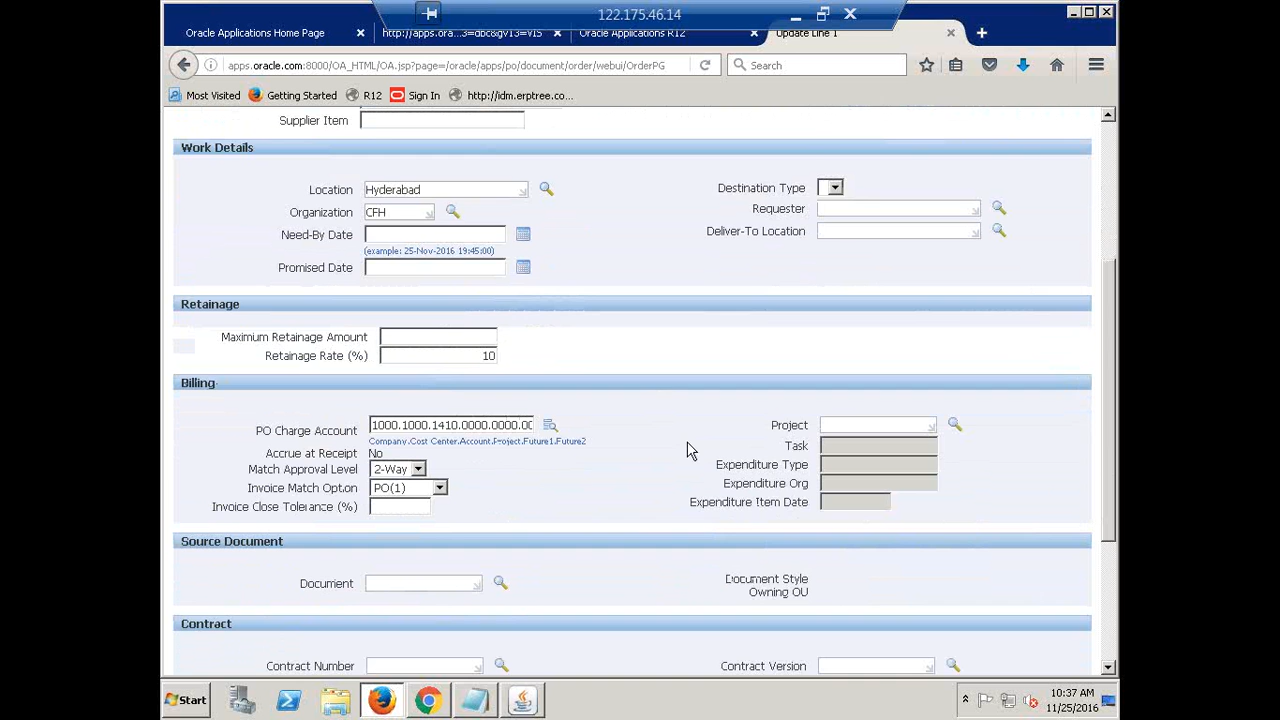 122.175.46.14
Oracle Applications Home Page
http://apps.ora...3=dbc&gv13=VIS
Oracle Applications R12
Update Line 1
apps.oracle.com:8000/OA_HTML/OA.jsp?page=/oracle/apps/po/document/order/webui/OrderPG
Search
Most Visited
Getting Started
R12
Sign In
http://idm.erptree.co...
Supplier Item
Work Details
Location Hyderabad
Destination Type
Organization CFH
Requester
Need-By Date
Deliver-To Location
(example: 25-Nov-2016 19:45:00)
Promised Date
Retainage
Maximum Retainage Amount
Retainage Rate (%) 10
Billing
PO Charge Account 1000.1000.1410.0000.0000.00
Project
Company.Cost Center.Account.Project.Future1.Future2
Task
Accrue at Receipt No
Match Approval Level 2-Way
Expenditure Type
Invoice Match Option PO(1)
Expenditure Org
Invoice Close Tolerance (%)
Expenditure Item Date
Source Document
Document
Document Style
Owning OU
Contract
Contract Number
Contract Version
Start
10:37 AM
11/25/2016